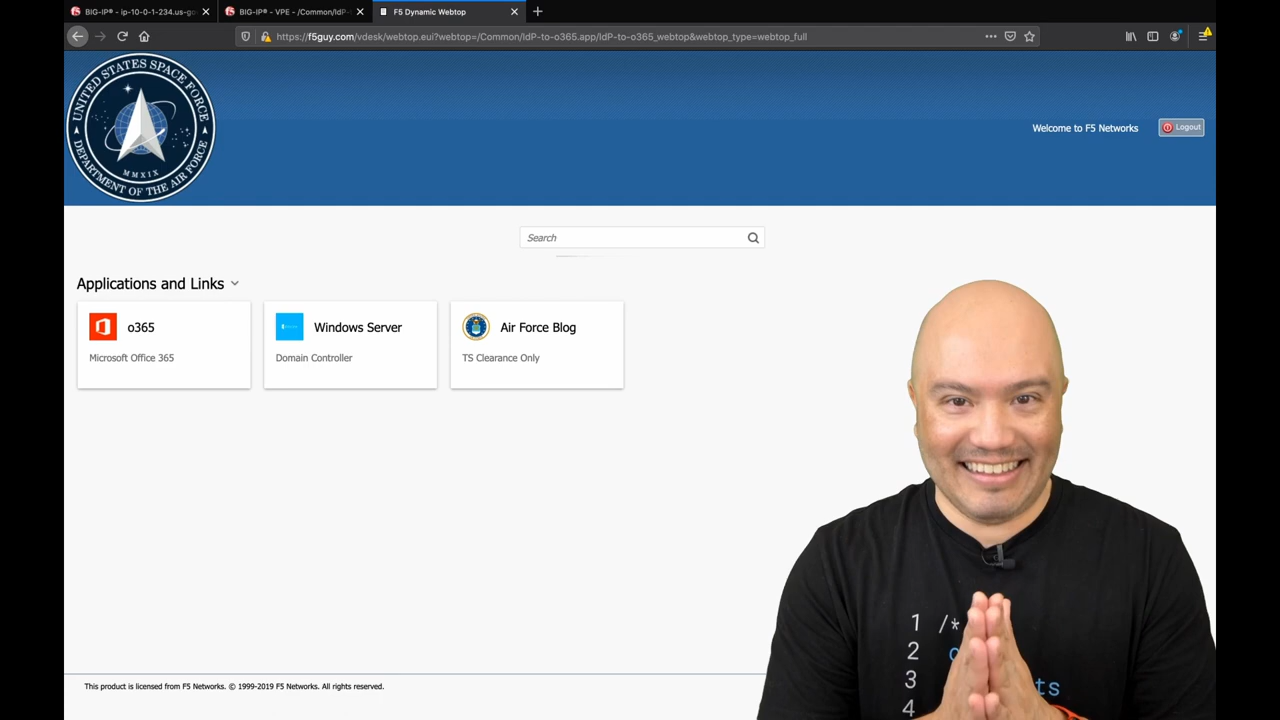 BIG-IP® - ip-10-0-1-234.us-go
BIG-IP® - VPE - /Common/IdP-
F5 Dynamic Webtop
https://f5guy.com/vdesk/webtop.eui?webtop=/Common/IdP-to-o365.app/IdP-to-o365_webtop&webtop_type=webtop_full
UNITED STATES SPACE FORCE
MMXIX
DEPARTMENT OF THE AIR FORCE
Welcome to F5 Networks
Logout
Search
Applications and Links
o365
Microsoft Office 365
Windows Server
Domain Controller
Air Force Blog
TS Clearance Only
1 /*
2
3 ts
4
This product is licensed from F5 Networks. © 1999-2019 F5 Networks. All rights reserved.